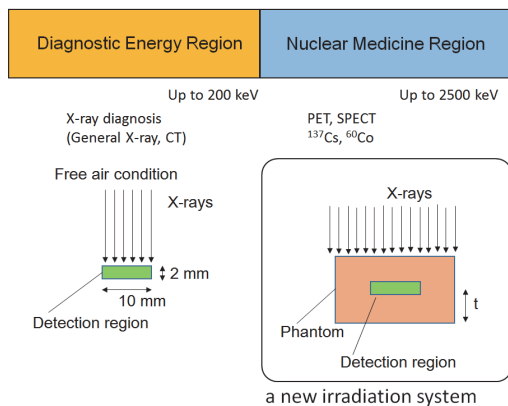 Diagnostic Energy Region
Nuclear Medicine Region
Up to 200 keV
Up to 2500 keV
X-ray diagnosis
(General X-ray, CT)
PET, SPECT
¹³⁷Cs, ⁶⁰Co
Free air condition
X-rays
2 mm
10 mm
Detection region
X-rays
t
Phantom
Detection region
a new irradiation system